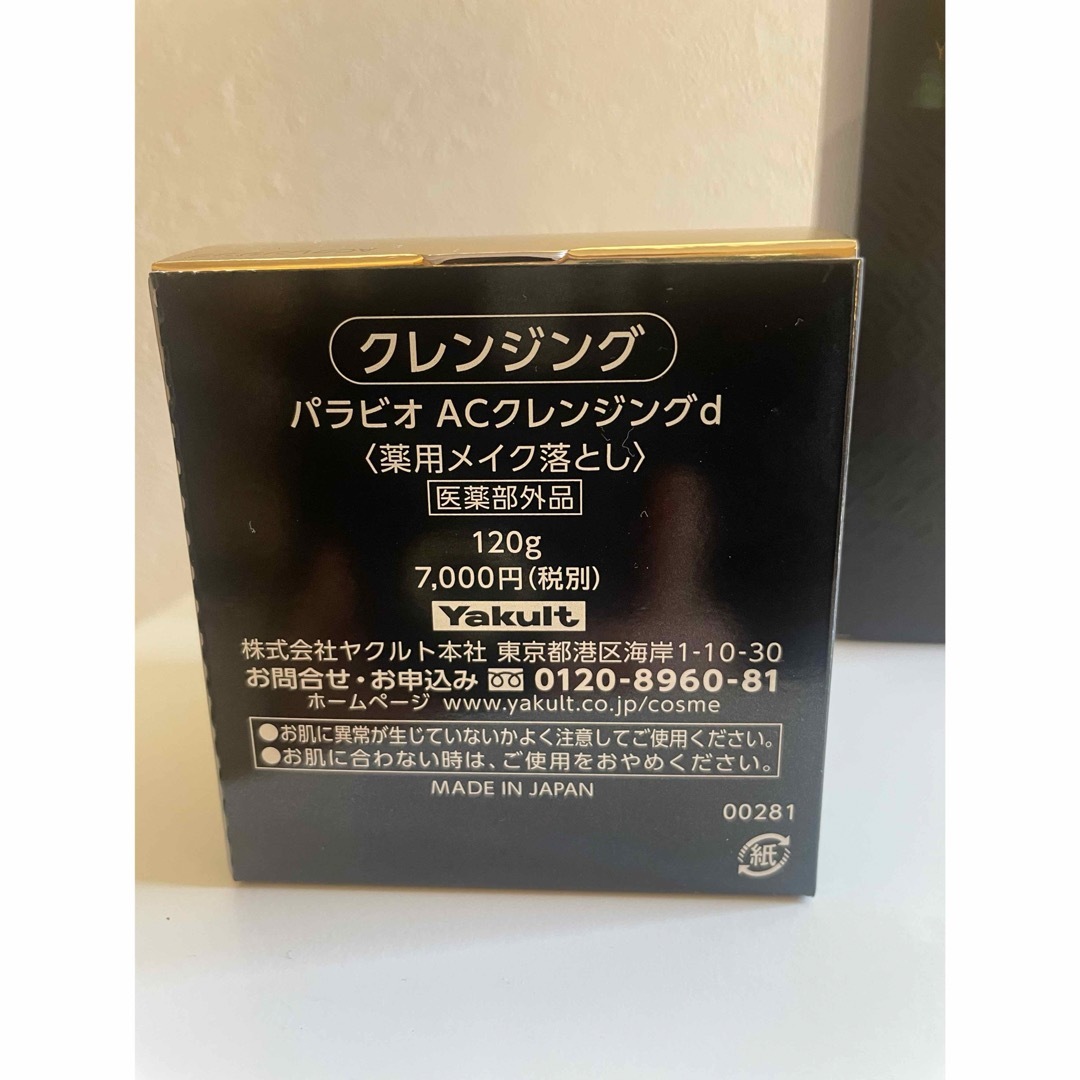 クレンジング
パラビオ ACクレンジングd
〈薬用メイク落とし〉
医薬部外品
120g
7,000円(税別)
Yakult
株式会社ヤクルト本社 東京都港区海岸1-10-30
お問合せ・お申込み 0120-8960-81
ホームページ www.yakult.co.jp/cosme
●お肌に異常が生じていないかよく注意してご使用ください。
●お肌に合わない時は、ご使用をおやめください。
MADE IN JAPAN
00281
紙